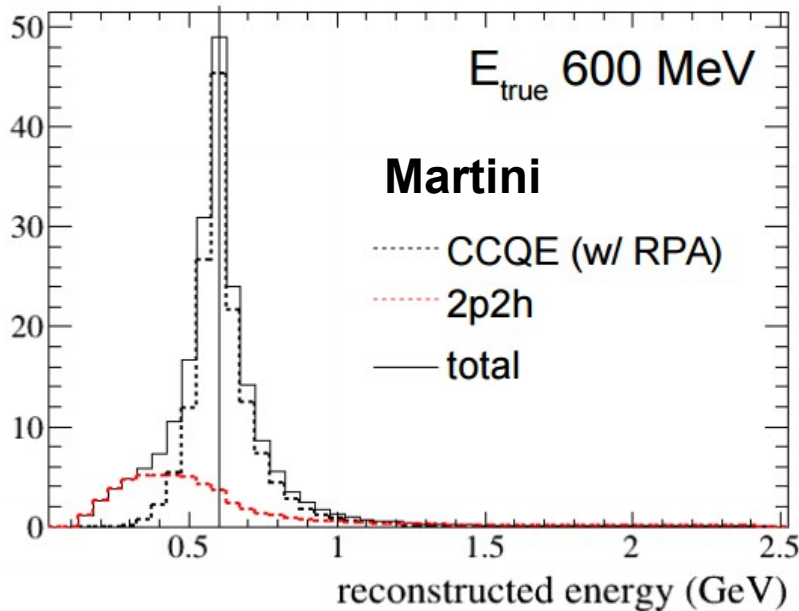 E_true 600 MeV
Martini
CCQE (w/ RPA)
2p2h
total
50
40
30
20
10
0
0.5
1
1.5
2
2.5
reconstructed energy (GeV)